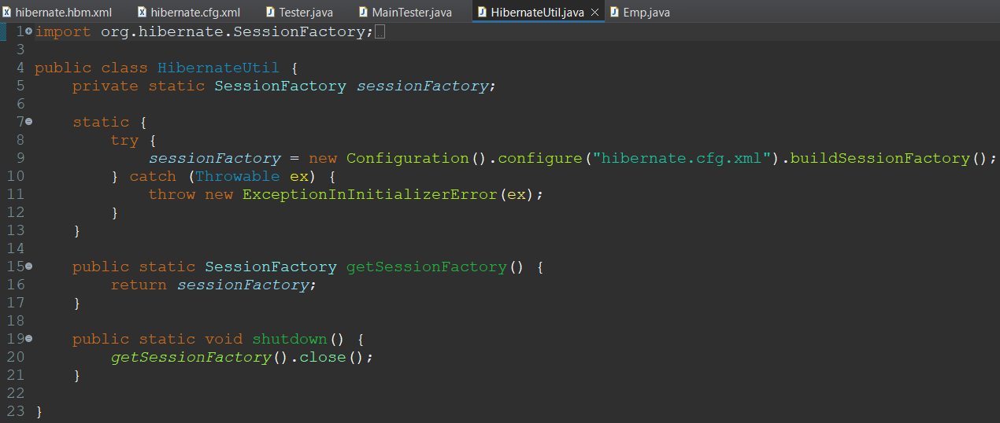 hibernate.hbm.xml hibernate.cfg.xml Tester.java MainTester.java HibernateUtil.java Emp.java
1 import org.hibernate.SessionFactory;
3
4 public class HibernateUtil {
5     private static SessionFactory sessionFactory;
6
7     static {
8         try {
9             sessionFactory = new Configuration().configure("hibernate.cfg.xml").buildSessionFactory();
10         } catch (Throwable ex) {
11             throw new ExceptionInInitializerError(ex);
12         }
13     }
14
15     public static SessionFactory getSessionFactory() {
16         return sessionFactory;
17     }
18
19     public static void shutdown() {
20         getSessionFactory().close();
21     }
22
23 }